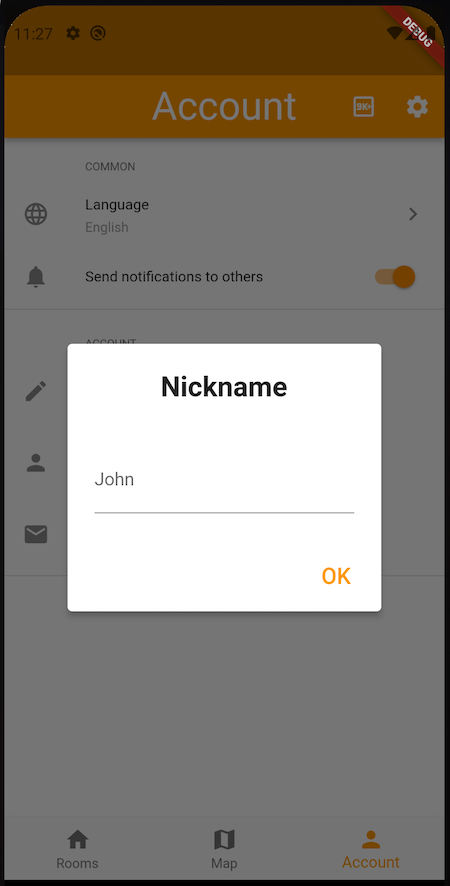 11:27
DEBUG
Account
9K+
COMMON
Language
English
Send notifications to others
ACCOUNT
Nickname
John
OK
Rooms
Map
Account